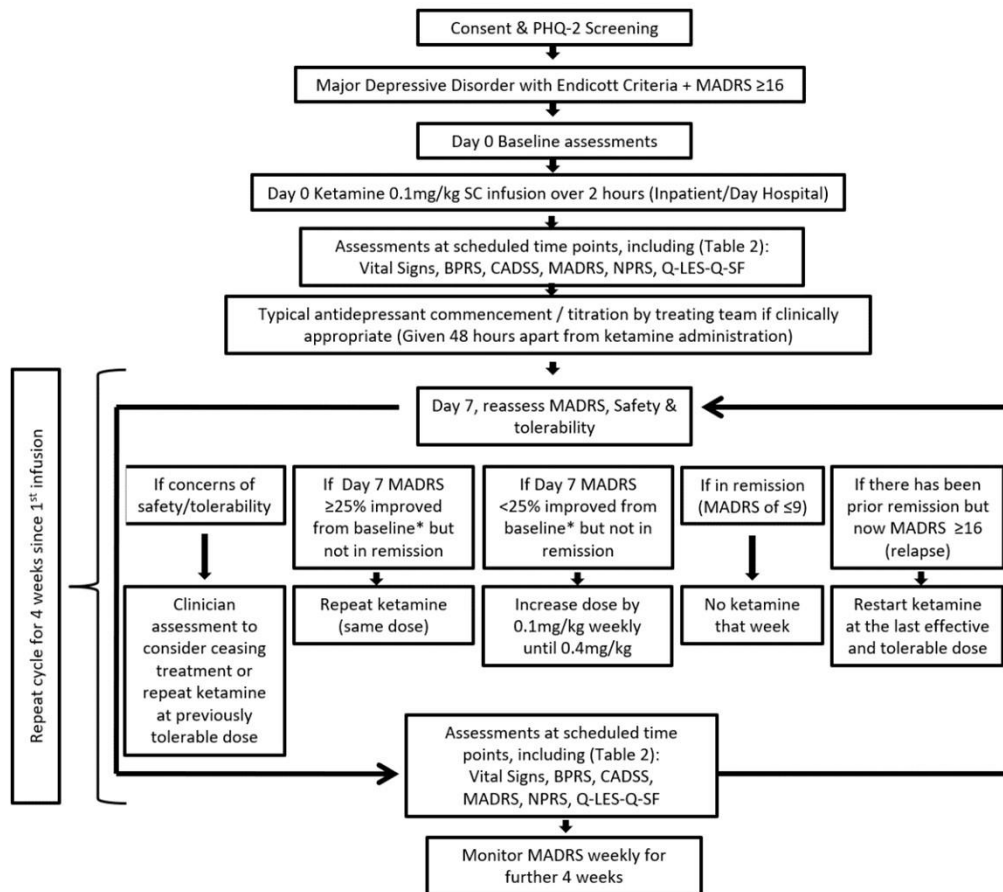 Consent & PHQ-2 Screening
Major Depressive Disorder with Endicott Criteria + MADRS ≥16
Day 0 Baseline assessments
Day 0 Ketamine 0.1mg/kg SC infusion over 2 hours (Inpatient/Day Hospital)
Assessments at scheduled time points, including (Table 2):
Vital Signs, BPRS, CADSS, MADRS, NPRS, Q-LES-Q-SF
Typical antidepressant commencement / titration by treating team if clinically
appropriate (Given 48 hours apart from ketamine administration)
Repeat cycle for 4 weeks since 1st infusion
Day 7, reassess MADRS, Safety &
tolerability
If concerns of
safety/tolerability
If Day 7 MADRS
≥25% improved
from baseline* but
not in remission
If Day 7 MADRS
<25% improved from
baseline* but not in
remission
If in remission
(MADRS of ≤9)
If there has been
prior remission but
now MADRS ≥16
(relapse)
Clinician
assessment to
consider ceasing
treatment or
repeat ketamine
at previously
tolerable dose
Repeat ketamine
(same dose)
Increase dose by
0.1mg/kg weekly
until 0.4mg/kg
No ketamine
that week
Restart ketamine
at the last effective
and tolerable dose
Assessments at scheduled time
points, including (Table 2):
Vital Signs, BPRS, CADSS,
MADRS, NPRS, Q-LES-Q-SF
Monitor MADRS weekly for
further 4 weeks